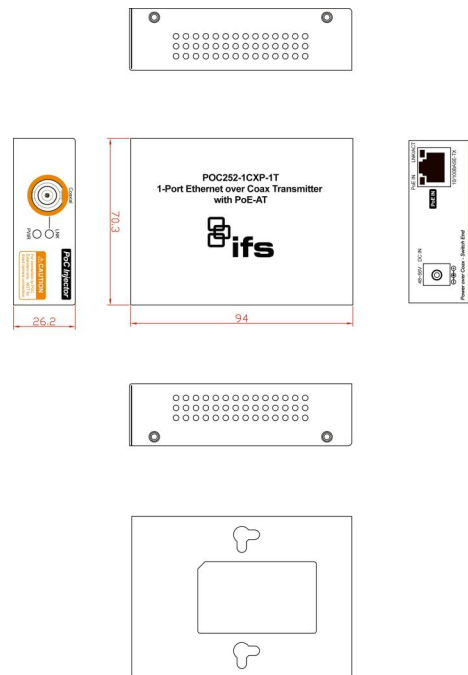 Coaxial
LNK
PWR
PoC Injector
CAUTION
70.3
26.2
POC252-1CXP-1T
1-Port Ethernet over Coax Transmitter
with PoE-AT
ifs
94
PoE IN
LNK/ACT
10/100BASE-TX
PoE IN
48~56V
DC IN
Power over Coax - Switch End